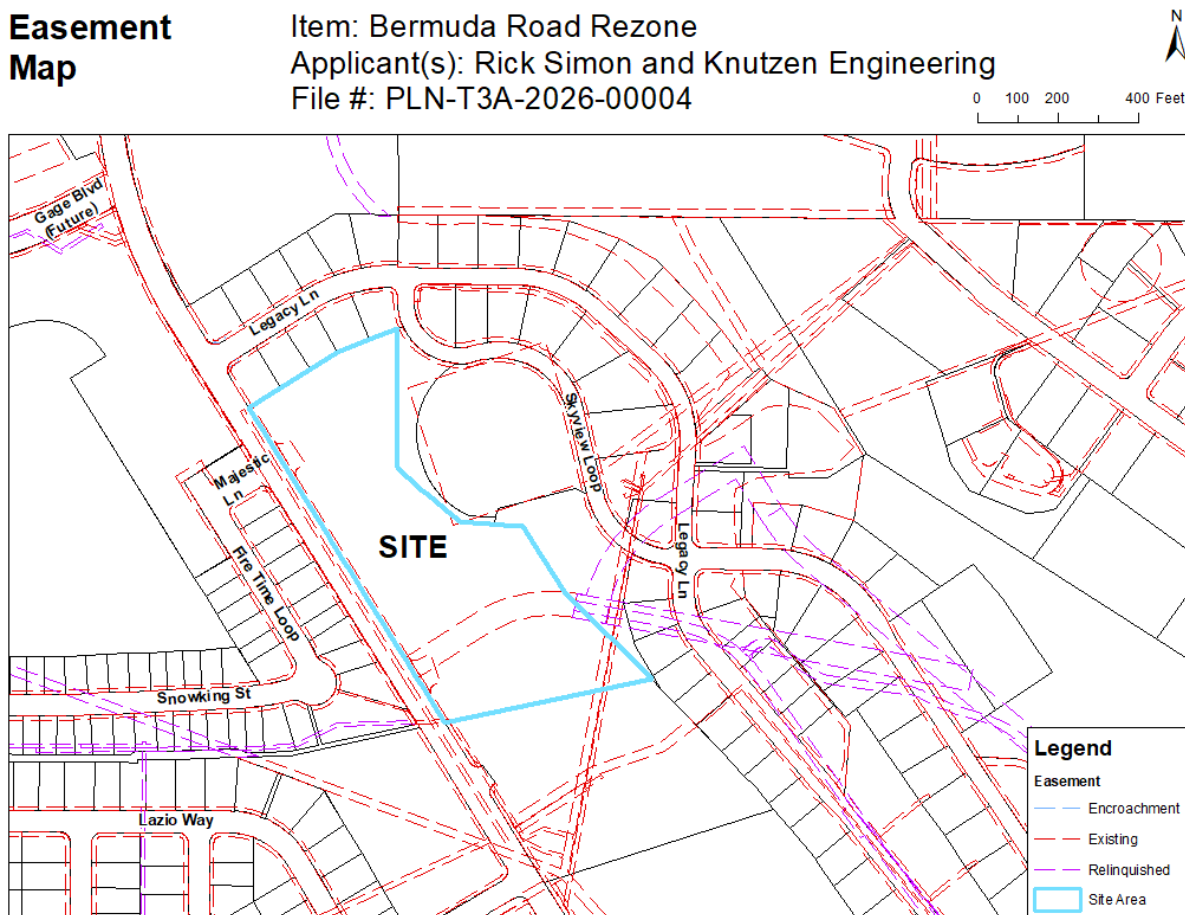 Easement
Map
Item: Bermuda Road Rezone
Applicant(s): Rick Simon and Knutzen Engineering
File #: PLN-T3A-2026-00004
N
0 100 200 400 Feet
Gage Blvd
(Future)
Legacy Ln
Skyview Loop
Majestic
Ln
SITE
Legacy Ln
Fire Time Loop
Snowking St
Lazio Way
Legend
Easement
Encroachment
Existing
Relinquished
Site Area